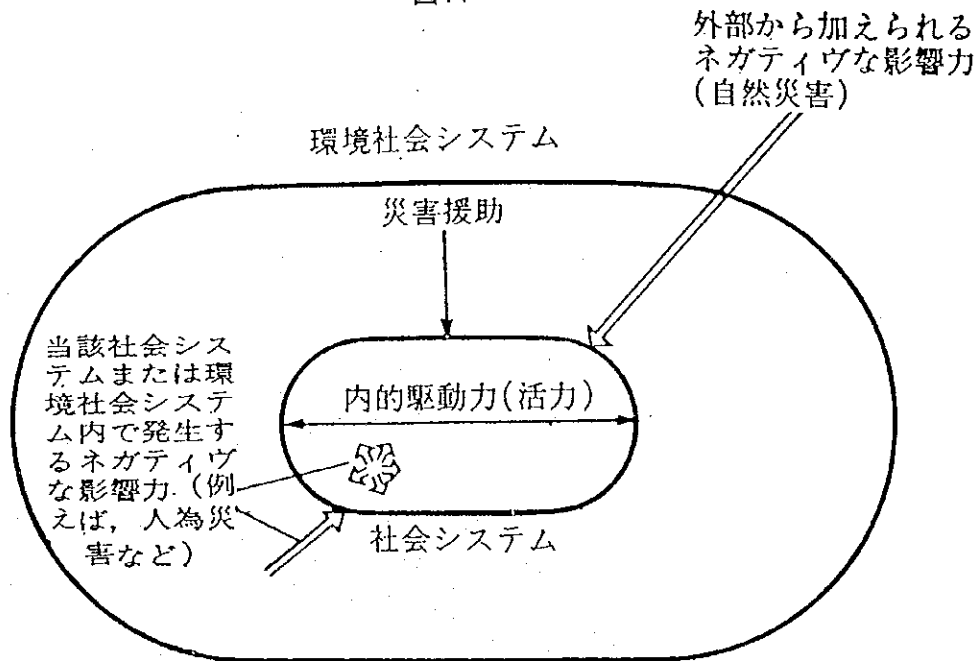 外部から加えられる
ネガティヴな影響力
(自然災害)
環境社会システム
災害援助
当該社会シス
テムまたは環
境社会システ
ム内で発生す
るネガティヴ
な影響力.(例
えば，人為災
害など)
内的駆動力(活力)
社会システム